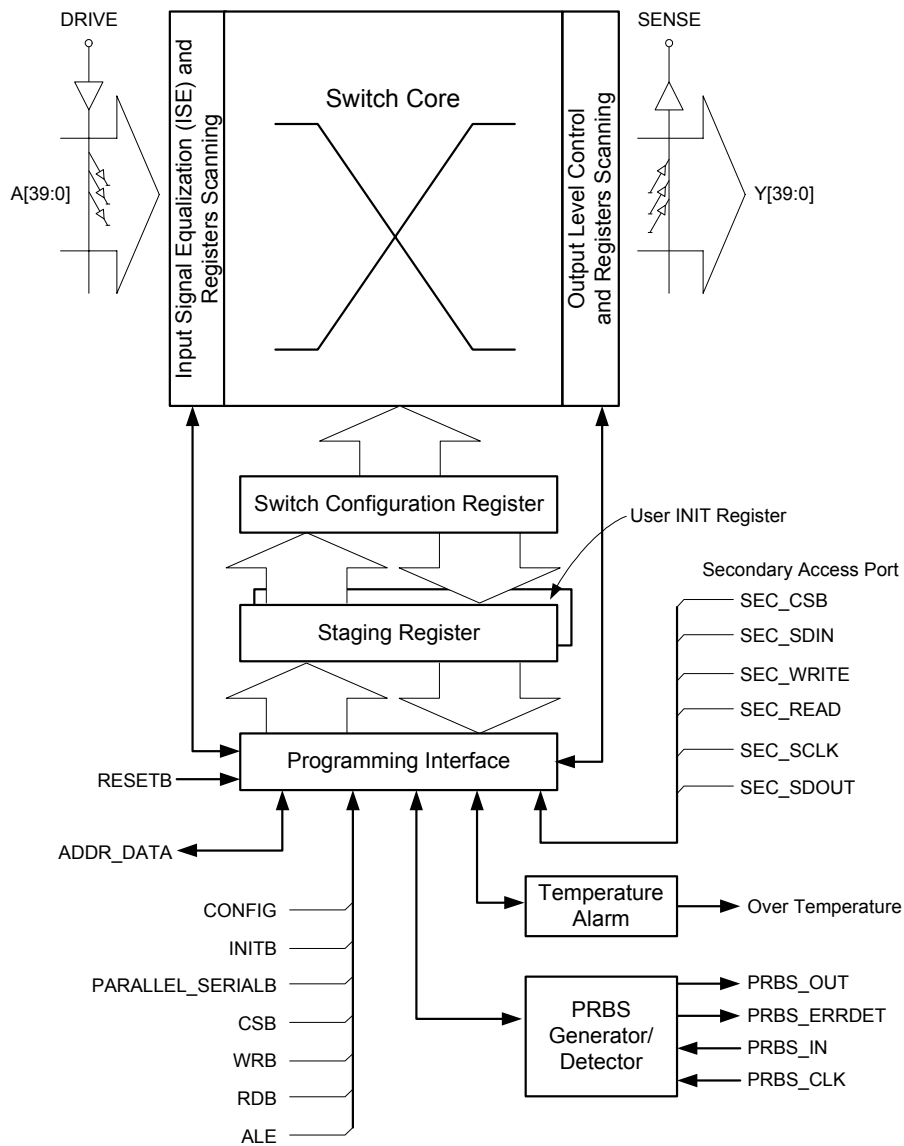 DRIVE
SENSE
Input Signal Equalization (ISE) and
Registers Scanning
Switch Core
Output Level Control
and Registers Scanning
A[39:0]
Y[39:0]
Switch Configuration Register
User INIT Register
Staging Register
Secondary Access Port
SEC_CSB
SEC_SDIN
SEC_WRITE
SEC_READ
SEC_SCLK
SEC_SDOUT
Programming Interface
RESETB
ADDR_DATA
CONFIG
INITB
PARALLEL_SERIALB
CSB
WRB
RDB
ALE
Temperature
Alarm
Over Temperature
PRBS
Generator/
Detector
PRBS_OUT
PRBS_ERRDET
PRBS_IN
PRBS_CLK